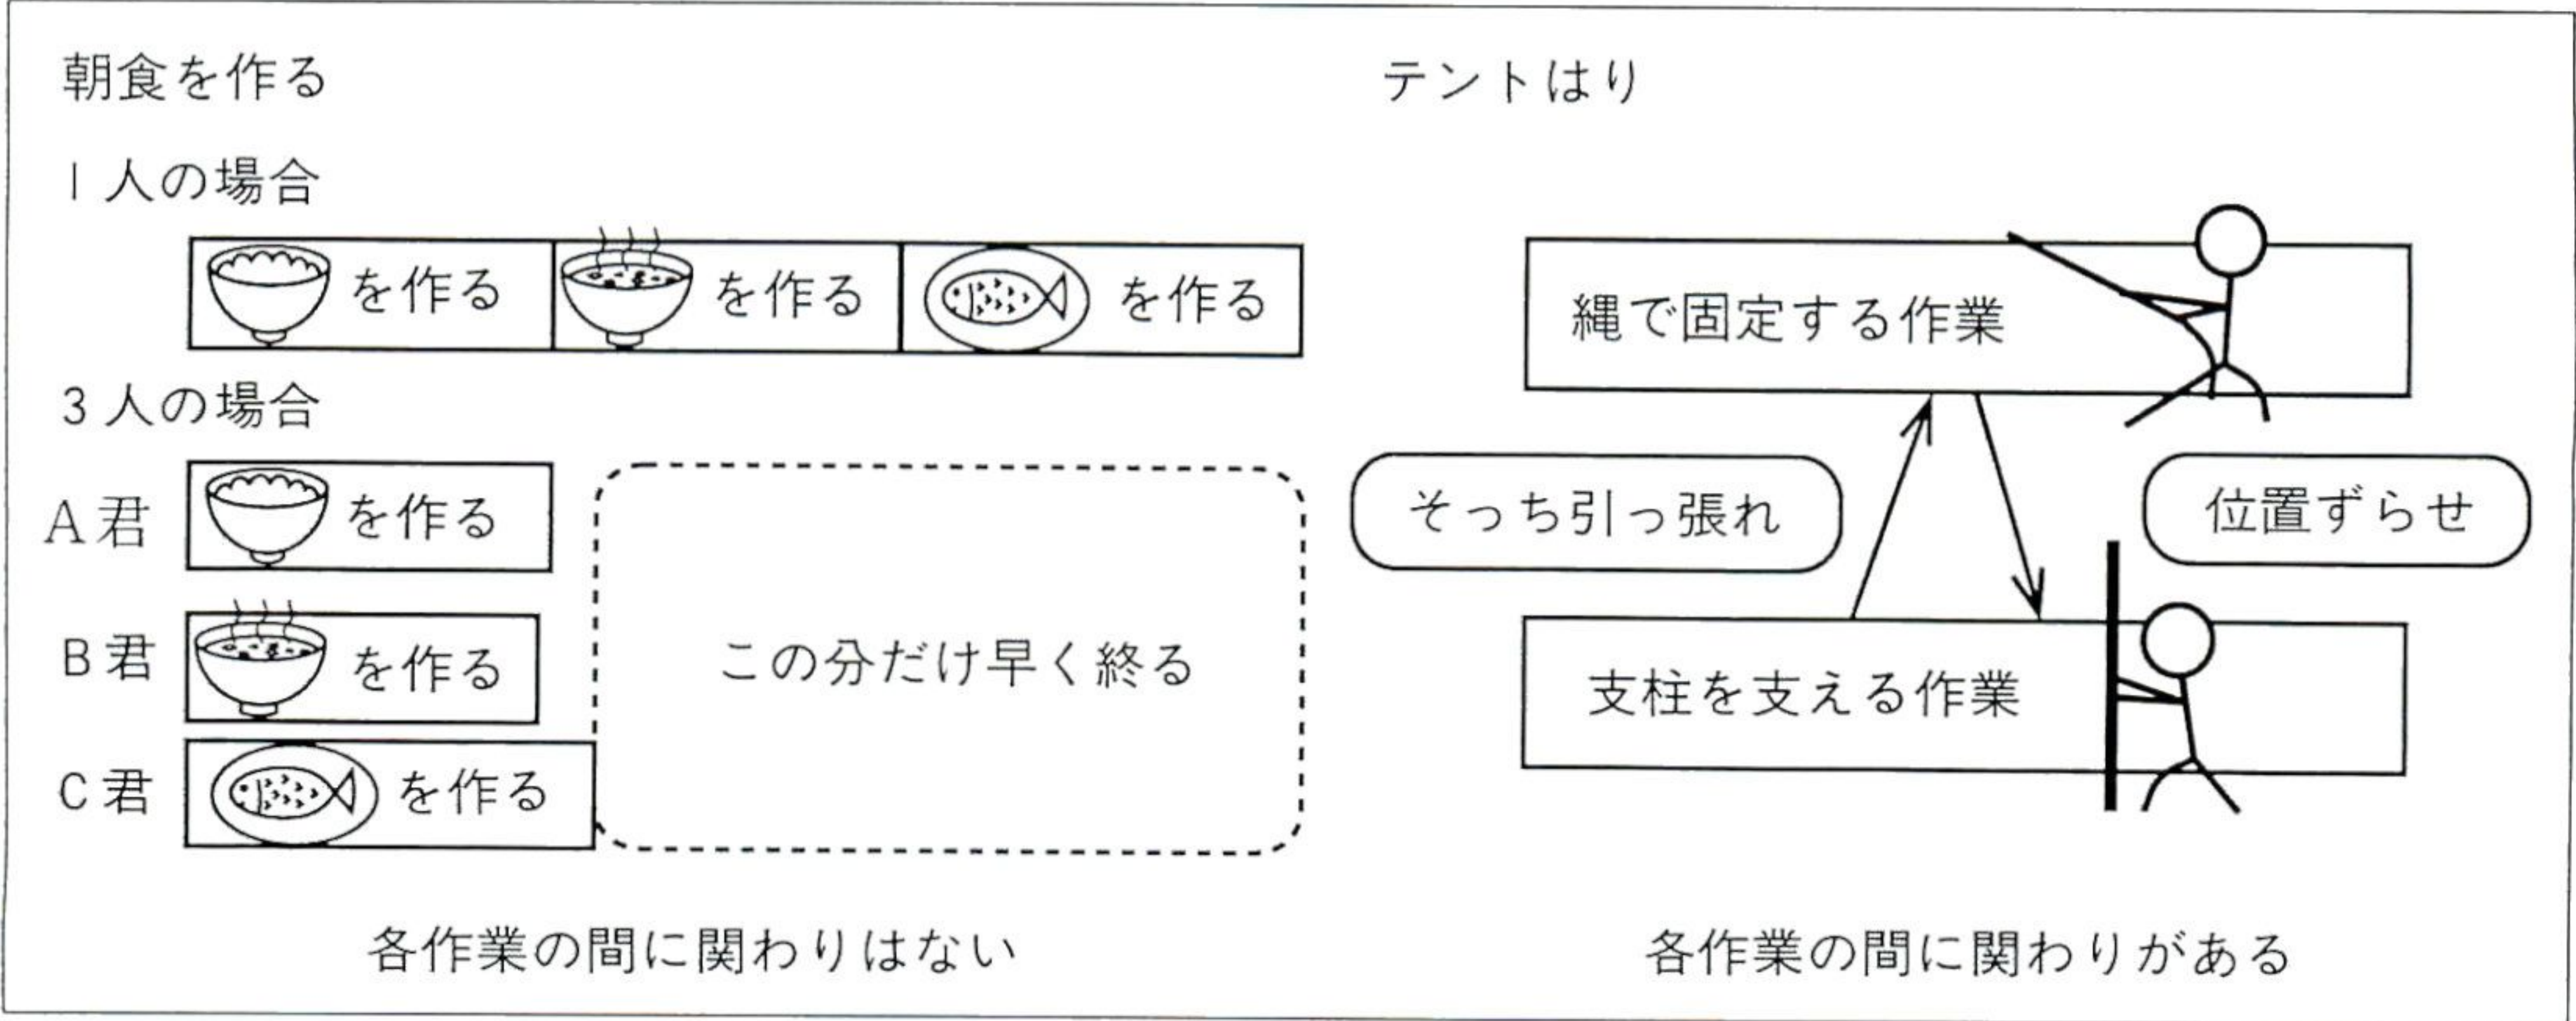 朝食を作る
1人の場合
を作る
を作る
を作る
3人の場合
A君
を作る
B君
を作る
C君
を作る
この分だけ早く終る
各作業の間に関わりはない
テントはり
縄で固定する作業
そっち引っ張れ
位置ずらせ
支柱を支える作業
各作業の間に関わりがある